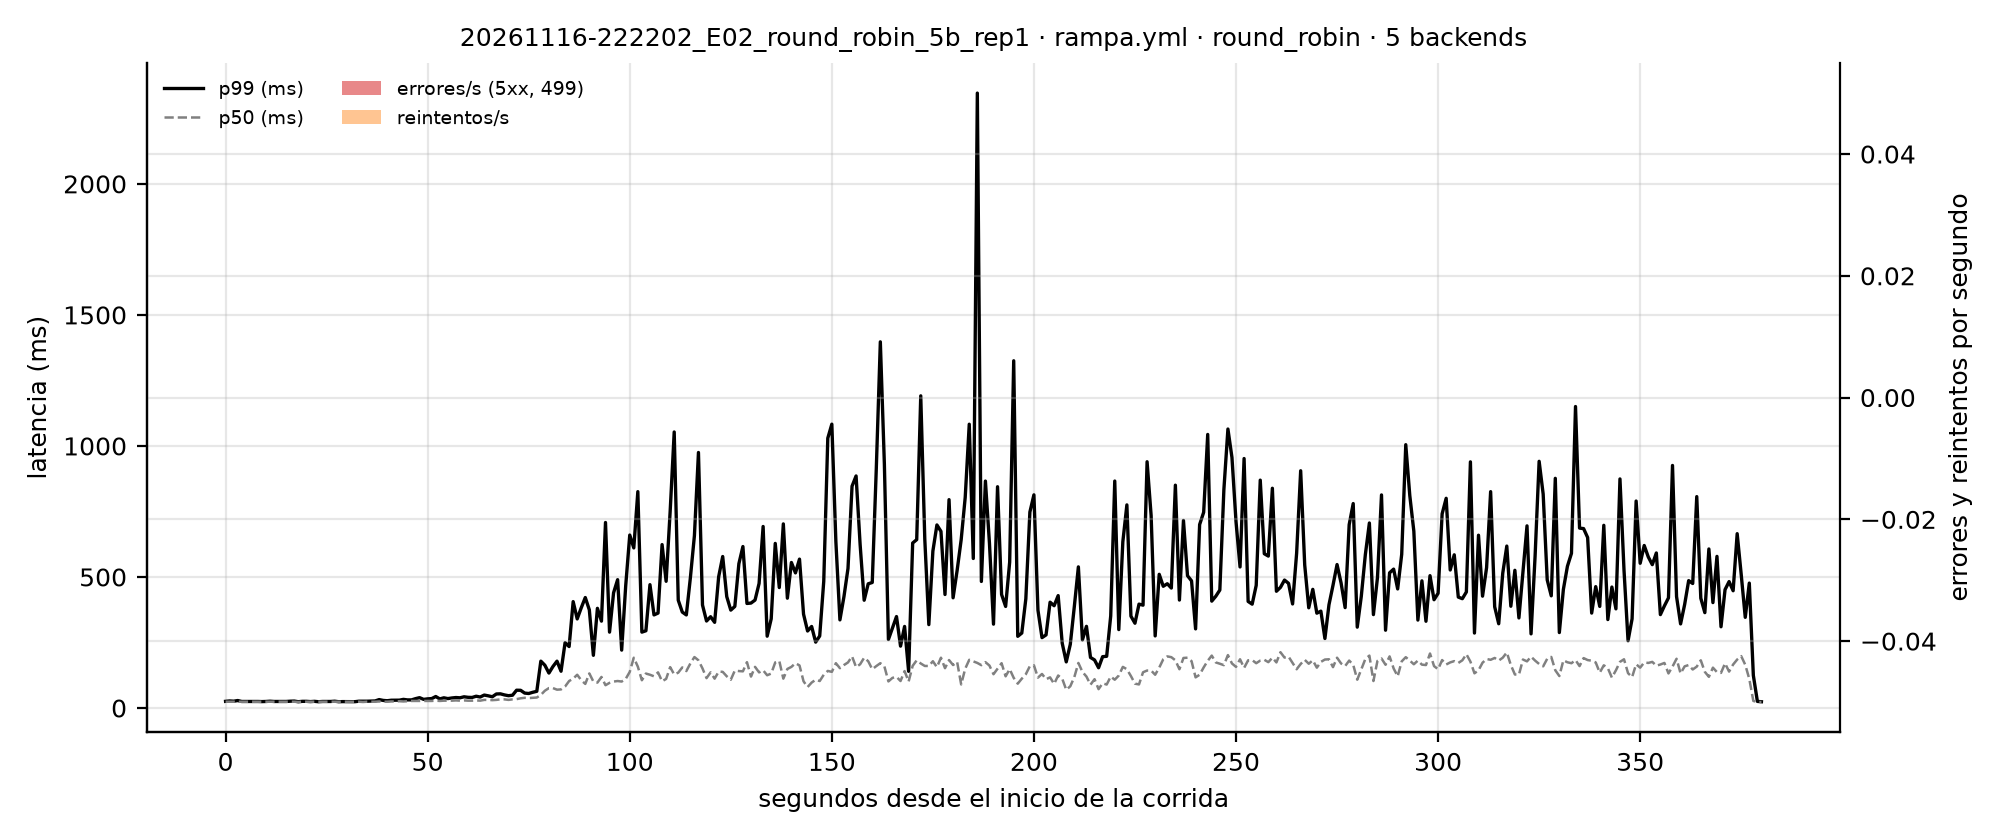 20261116-222202_E02_round_robin_5b_rep1 · rampa.yml · round_robin · 5 backends
p99 (ms)
p50 (ms)
errores/s (5xx, 499)
reintentos/s
latencia (ms)
2000
1500
1000
500
0
0.04
0.02
0.00
−0.02
−0.04
errores y reintentos por segundo
0 50 100 150 200 250 300 350
segundos desde el inicio de la corrida